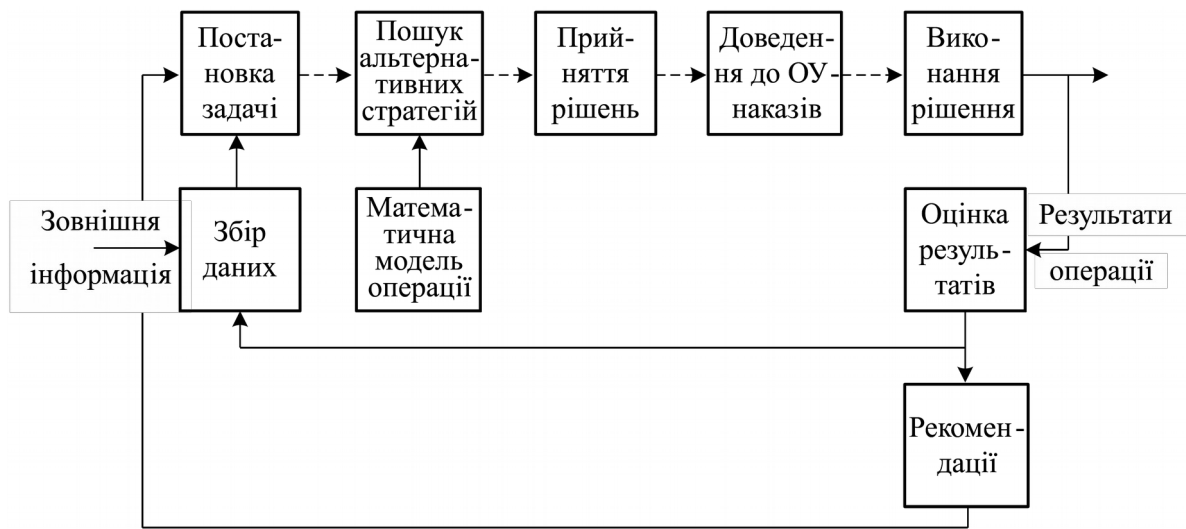 Поста-
новка
задачі
Пошук
альтерна-
тивних
стратегій
Прий-
няття
рішень
Доведен-
ня до ОУ-
наказів
Вико-
нання
рішення
Зовнішня
інформація
Збір
даних
Матема-
тична
модель
операції
Оцінка
резуль-
татів
Результати
операції
Рекомен-
дації